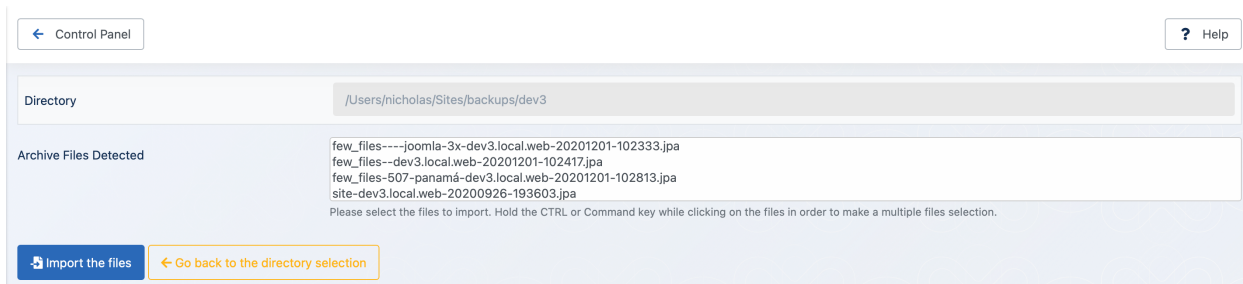 Control Panel
? Help
Directory
/Users/nicholas/Sites/backups/dev3
Archive Files Detected
few_files----joomla-3x-dev3.local.web-20201201-102333.jpa
few_files--dev3.local.web-20201201-102417.jpa
few_files-507-panamá-dev3.local.web-20201201-102813.jpa
site-dev3.local.web-20200926-193603.jpa
Please select the files to import. Hold the CTRL or Command key while clicking on the files in order to make a multiple files selection.
Import the files
Go back to the directory selection